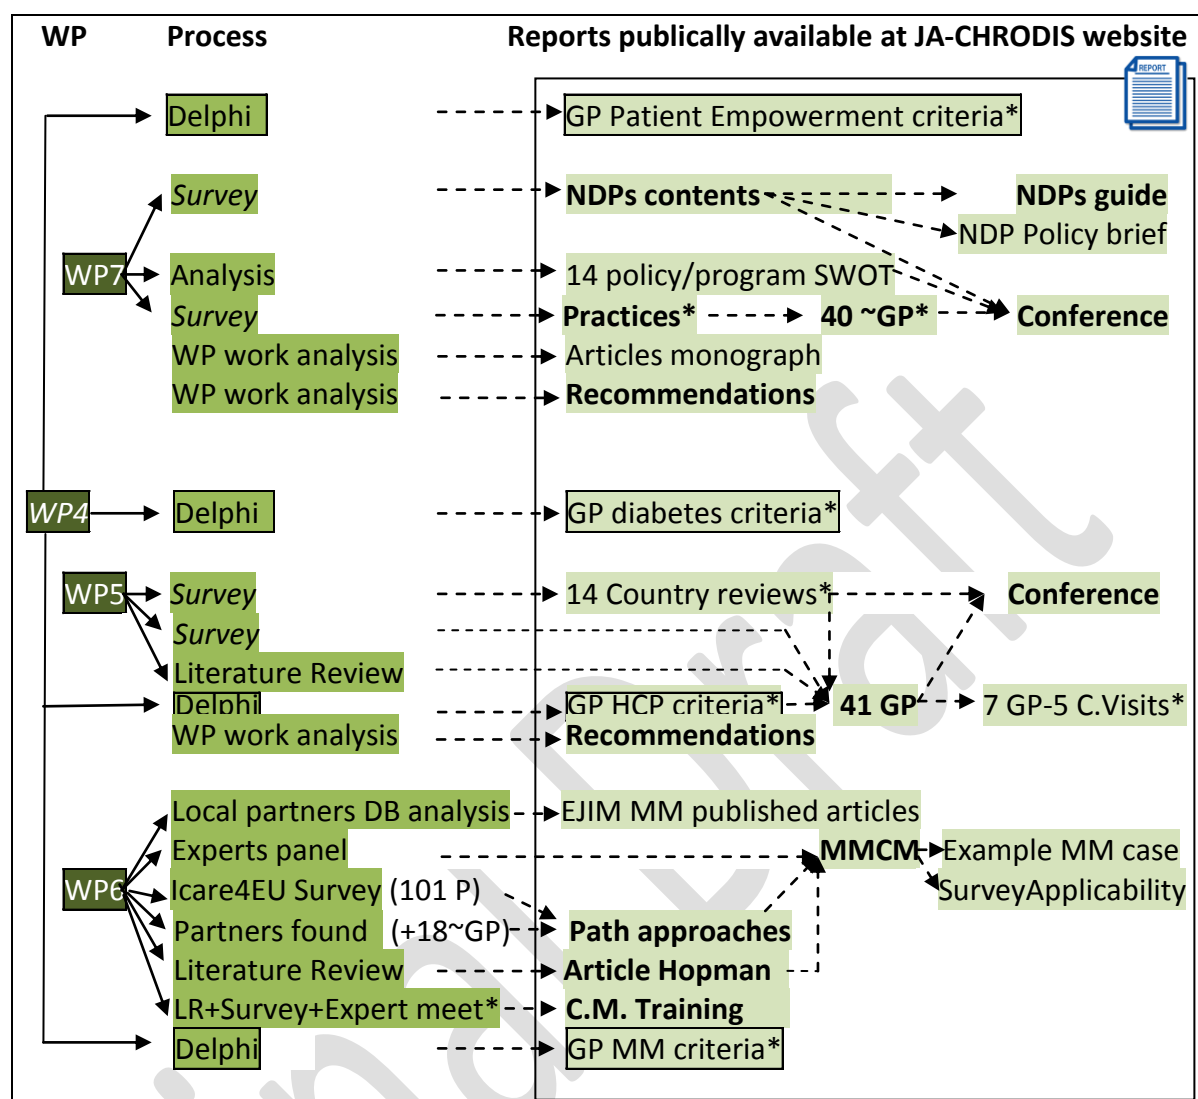 WP Process Reports publically available at JA-CHRODIS website
REPORT
Delphi GP Patient Empowerment criteria*
Survey NDPs contents NDPs guide
NDP Policy brief
WP7 Analysis 14 policy/program SWOT
Survey Practices* 40 ~GP* Conference
WP work analysis Articles monograph
WP work analysis Recommendations
WP4 Delphi GP diabetes criteria*
WP5 Survey 14 Country reviews* Conference
Survey
Literature Review
Delphi GP HCP criteria* 41 GP 7 GP-5 C.Visits*
WP work analysis Recommendations
Local partners DB analysis EJIM MM published articles
Experts panel MMCM Example MM case
WP6 Icare4EU Survey (101 P) SurveyApplicability
Partners found (+18~GP) Path approaches
Literature Review Article Hopman
LR+Survey+Expert meet* C.M. Training
Delphi GP MM criteria*
Draft